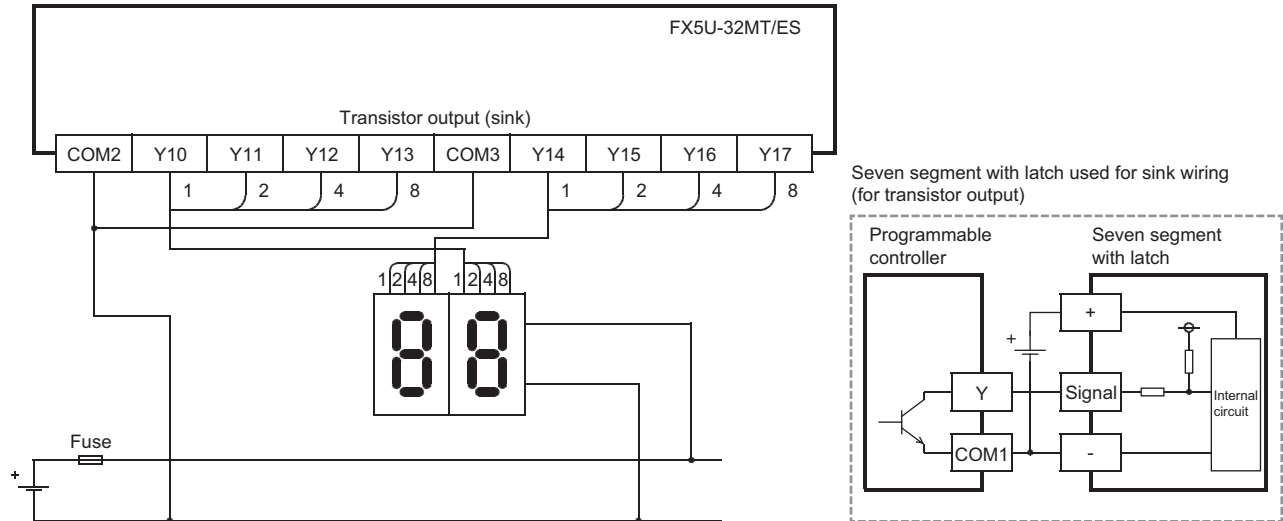 FX5U-32MT/ES
Transistor output (sink)
COM2 Y10 Y11 Y12 Y13 COM3 Y14 Y15 Y16 Y17
1 2 4 8 1 2 4 8
1 2 4 8 1 2 4 8
88
Fuse
+
Seven segment with latch used for sink wiring
(for transistor output)
Programmable
controller
Seven segment
with latch
+
+
Y
Signal
Internal
circuit
COM1
-